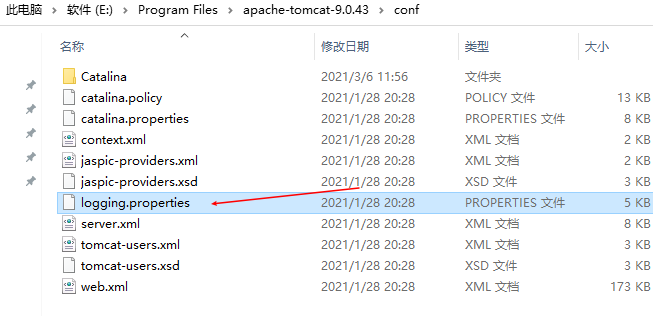 此电脑 › 软件 (E:) › Program Files › apache-tomcat-9.0.43 › conf
名称 修改日期 类型 大小
Catalina 2021/3/6 11:56 文件夹
catalina.policy 2021/1/28 20:28 POLICY 文件 13 KB
catalina.properties 2021/1/28 20:28 PROPERTIES 文件 8 KB
context.xml 2021/1/28 20:28 XML 文档 2 KB
jaspic-providers.xml 2021/1/28 20:28 XML 文档 2 KB
jaspic-providers.xsd 2021/1/28 20:28 XSD 文件 3 KB
logging.properties 2021/1/28 20:28 PROPERTIES 文件 5 KB
server.xml 2021/1/28 20:28 XML 文档 8 KB
tomcat-users.xml 2021/1/28 20:28 XML 文档 3 KB
tomcat-users.xsd 2021/1/28 20:28 XSD 文件 3 KB
web.xml 2021/1/28 20:28 XML 文档 173 KB